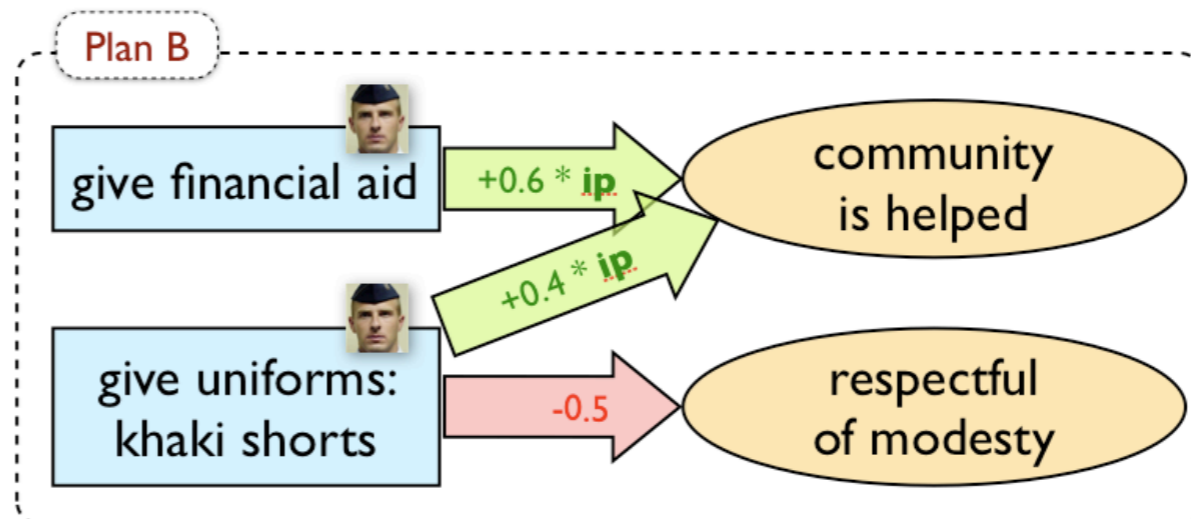 Plan B
give financial aid
+0.6 * ip
community
is helped
+0.4 * ip
give uniforms:
khaki shorts
-0.5
respectful
of modesty